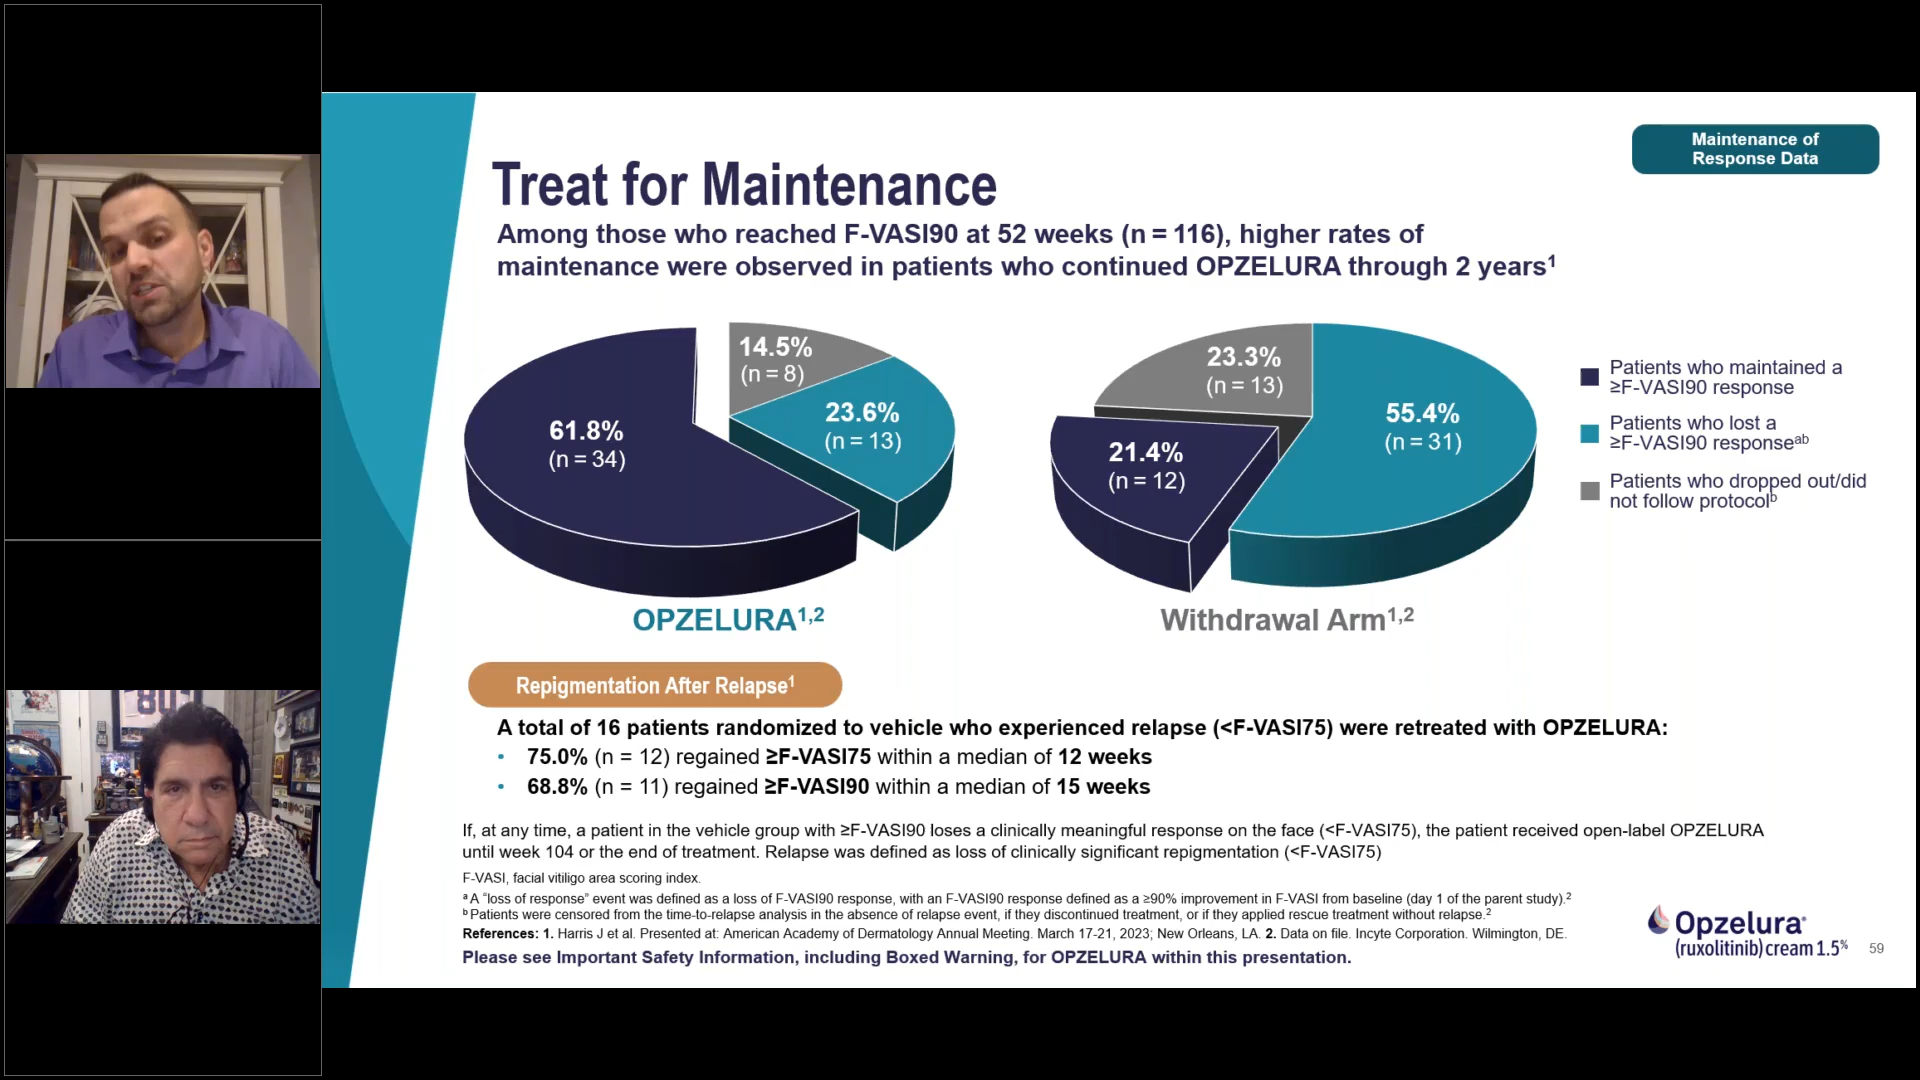 Maintenance of
Response Data
Treat for Maintenance
Among those who reached F-VASI90 at 52 weeks (n = 116), higher rates of
maintenance were observed in patients who continued OPZELURA through 2 years¹
14.5%
(n = 8)
61.8%
(n = 34)
23.6%
(n = 13)
OPZELURA¹,²
23.3%
(n = 13)
55.4%
(n = 31)
21.4%
(n = 12)
Withdrawal Arm¹,²
Patients who maintained a
≥F-VASI90 response
Patients who lost a
≥F-VASI90 responseᵃᵇ
Patients who dropped out/did
not follow protocolᵇ
Repigmentation After Relapse¹
A total of 16 patients randomized to vehicle who experienced relapse (<F-VASI75) were retreated with OPZELURA:
• 75.0% (n = 12) regained ≥F-VASI75 within a median of 12 weeks
• 68.8% (n = 11) regained ≥F-VASI90 within a median of 15 weeks
If, at any time, a patient in the vehicle group with ≥F-VASI90 loses a clinically meaningful response on the face (<F-VASI75), the patient received open-label OPZELURA
until week 104 or the end of treatment. Relapse was defined as loss of clinically significant repigmentation (<F-VASI75)
F-VASI, facial vitiligo area scoring index.
ᵃ A “loss of response” event was defined as a loss of F-VASI90 response, with an F-VASI90 response defined as a ≥90% improvement in F-VASI from baseline (day 1 of the parent study).²
ᵇ Patients were censored from the time-to-relapse analysis in the absence of relapse event, if they discontinued treatment, or if they applied rescue treatment without relapse.²
References: 1. Harris J et al. Presented at: American Academy of Dermatology Annual Meeting. March 17-21, 2023; New Orleans, LA. 2. Data on file. Incyte Corporation. Wilmington, DE.
Please see Important Safety Information, including Boxed Warning, for OPZELURA within this presentation.
Opzelura®
(ruxolitinib) cream 1.5%
59
80